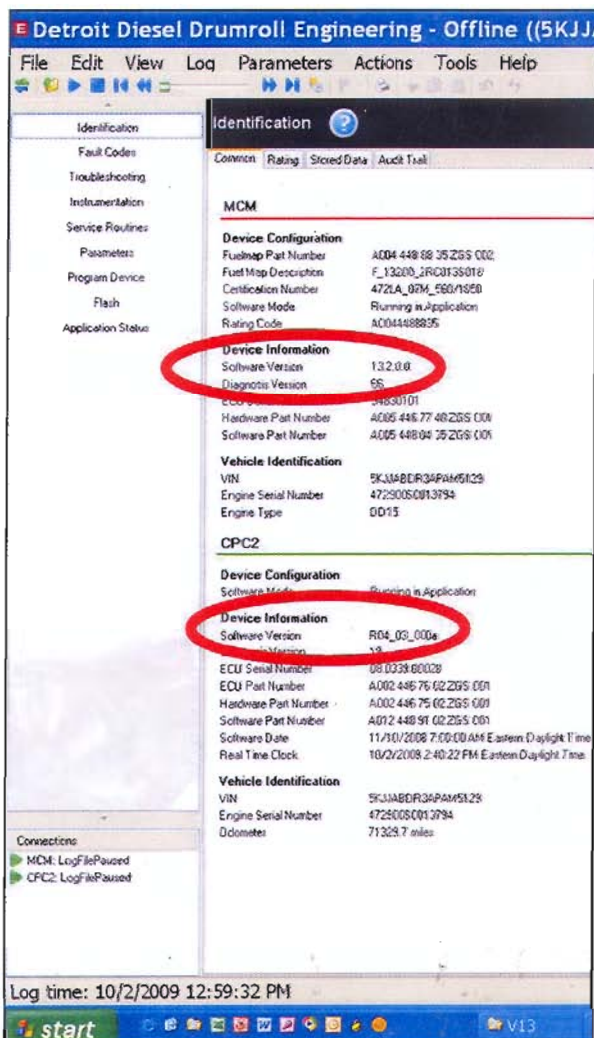 Detroit Diesel Drumroll Engineering - Offline ((5KJJ
File Edit View Log Parameters Actions Tools Help
Identification
Fault Codes
Troubleshooting
Instrumentation
Service Routines
Parameters
Program Device
Flash
Application Status
Identification
Common Rating Stored Data Audit Trail
MCM
Device Configuration
Fuelmap Part Number A004 448 88 35 ZGS 002
Fuel Map Description
Certification Number
Software Mode Running in Application
Rating Code A0044488835
Device Information
Software Version 13.2.0.0
Diagnosis Version 66
ECU 34830101
Hardware Part Number A005 446 77 40 ZGS 001
Software Part Number A005 448 84 35 ZGS 001
Vehicle Identification
VIN
Engine Serial Number 472900S0013794
Engine Type DD15
CPC2
Device Configuration
Software Mode Running in Application
Device Information
Software Version R04_03_000a
Version
ECU Serial Number
ECU Part Number A002 446 76 02 ZGS 001
Hardware Part Number A002 446 75 02 ZGS 001
Software Part Number A012 448 91 02 ZGS 001
Software Date 11/10/2008 7:00:00 AM Eastern Daylight Time
Real Time Clock 10/2/2009 2:40:22 PM Eastern Daylight Time
Vehicle Identification
VIN
Engine Serial Number 472900S0013794
Odometer 71329.7 miles
Connections
MCM: LogFilePaused
CPC2: LogFilePaused
Log time: 10/2/2009 12:59:32 PM
start V13